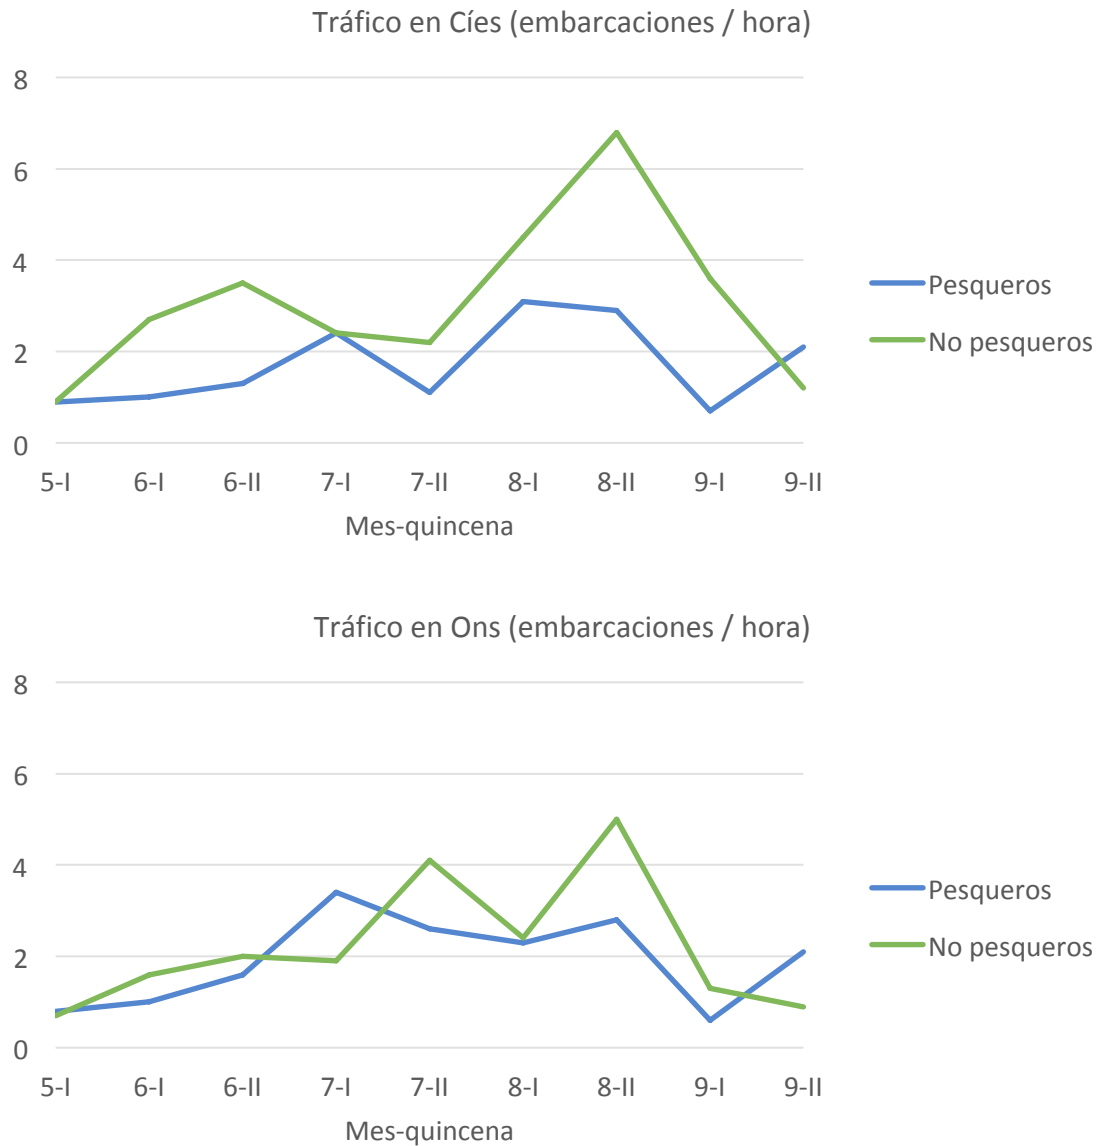 Tráfico en Cíes (embarcaciones / hora)
8
6
4
2
0
5-I 6-I 6-II 7-I 7-II 8-I 8-II 9-I 9-II
Mes-quincena
Pesqueros
No pesqueros
Tráfico en Ons (embarcaciones / hora)
8
6
4
2
0
5-I 6-I 6-II 7-I 7-II 8-I 8-II 9-I 9-II
Mes-quincena
Pesqueros
No pesqueros